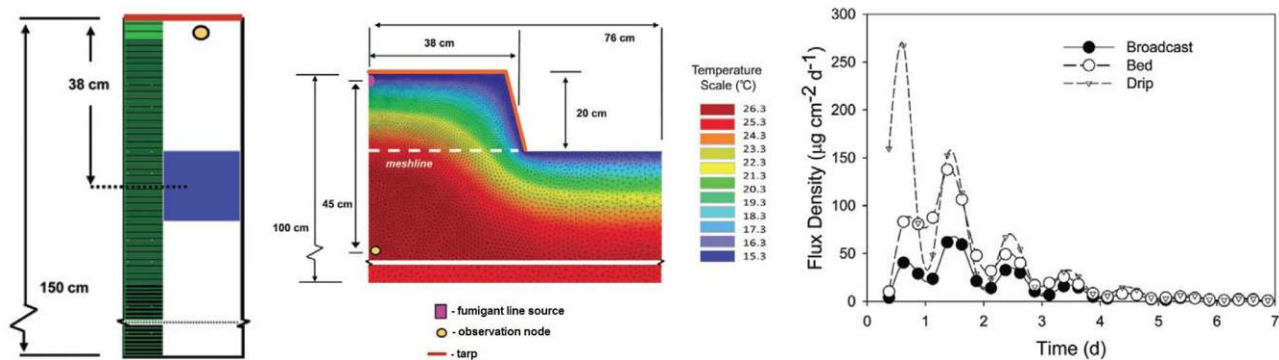 38 cm
150 cm
76 cm
38 cm
20 cm
meshline
45 cm
100 cm
Temperature
Scale (°C)
26.3
25.3
24.3
23.3
22.3
21.3
20.3
19.3
18.3
17.3
16.3
15.3
- fumigant line source
- observation node
- tarp
Flux Density (µg cm-2 d-1)
300
250
200
150
100
50
0
Broadcast
Bed
Drip
0 1 2 3 4 5 6 7
Time (d)